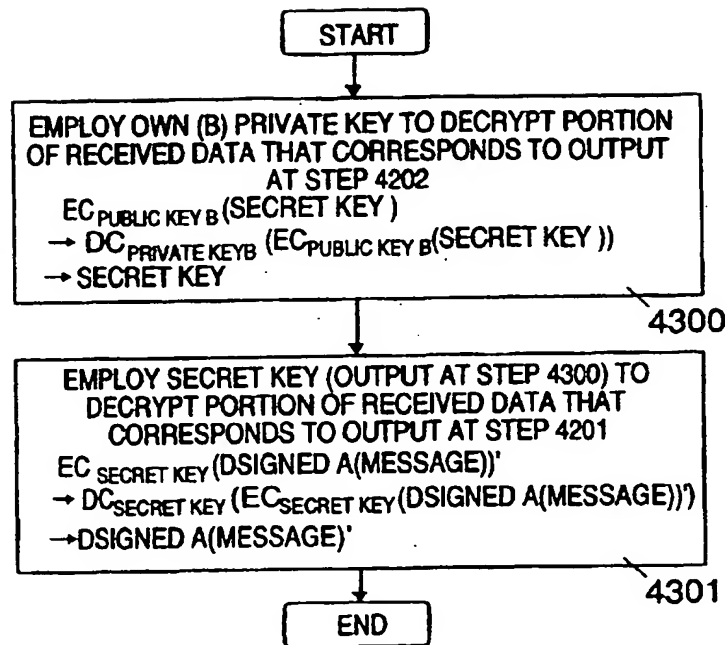 START
EMPLOY OWN (B) PRIVATE KEY TO DECRYPT PORTION
OF RECEIVED DATA THAT CORRESPONDS TO OUTPUT
AT STEP 4202
EC PUBLIC KEY B (SECRET KEY)
→ DC PRIVATE KEYB (EC PUBLIC KEY B (SECRET KEY))
→ SECRET KEY
4300
EMPLOY SECRET KEY (OUTPUT AT STEP 4300) TO
DECRYPT PORTION OF RECEIVED DATA THAT
CORRESPONDS TO OUTPUT AT STEP 4201
EC SECRET KEY (DSIGNED A(MESSAGE))'
→ DC SECRET KEY (EC SECRET KEY (DSIGNED A(MESSAGE))')
→DSIGNED A(MESSAGE)'
4301
END